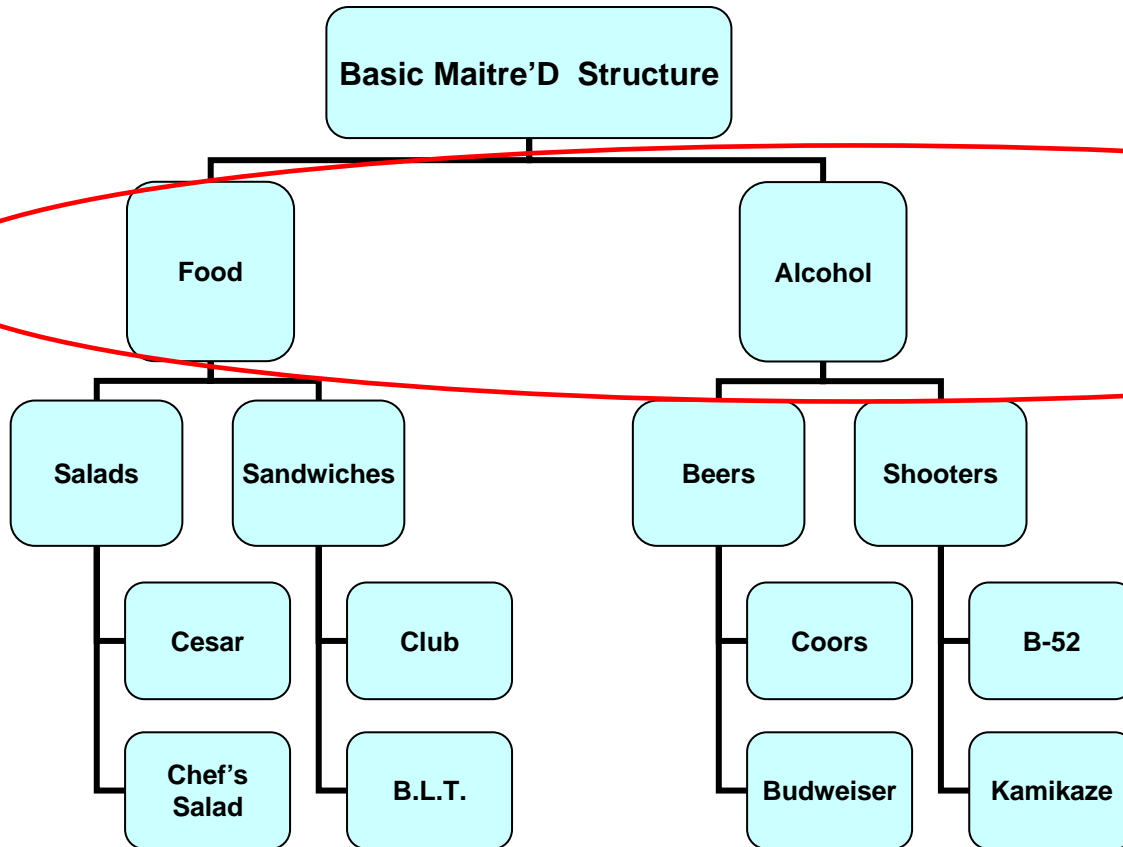 Basic Maitre'D  Structure
Food
Alcohol
Salads
Sandwiches
Beers
Shooters
Cesar
Club
Coors
B-52
Chef's
Salad
B.L.T.
Budweiser
Kamikaze